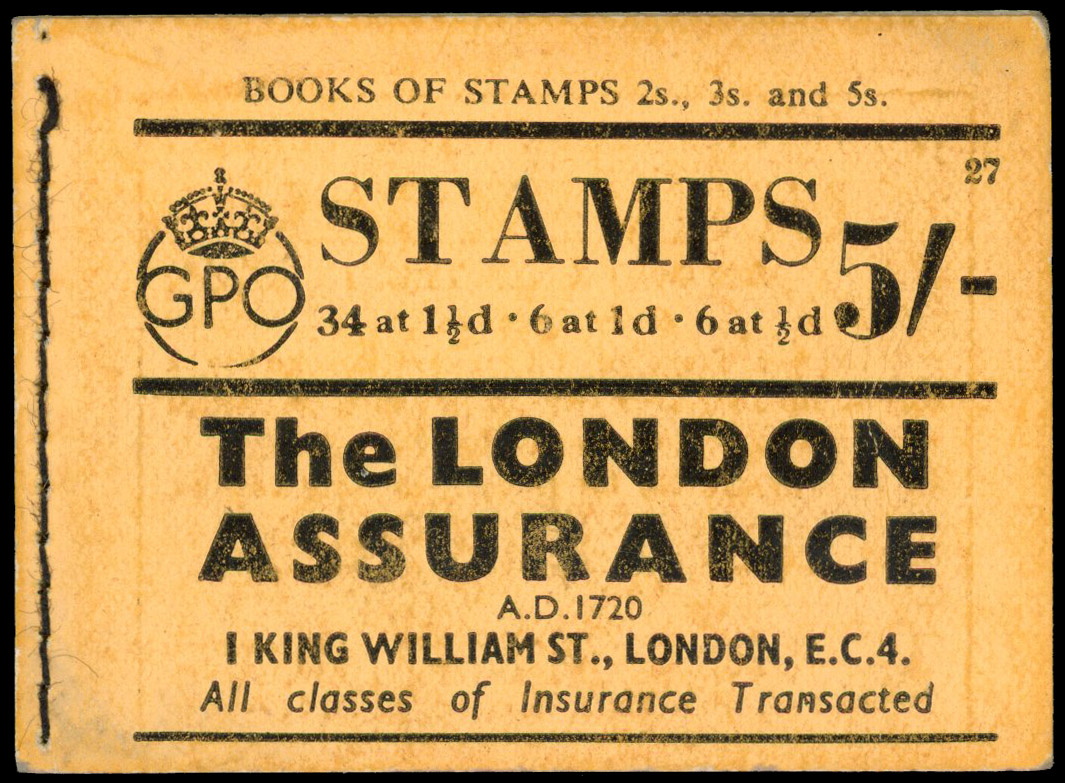 BOOKS OF STAMPS 2s., 3s. and 5s.
27
STAMPS 5/-
GPO
34 at 1½d · 6 at 1d · 6 at ½d
The LONDON
ASSURANCE
A.D.1720
1 KING WILLIAM ST., LONDON, E.C.4.
All classes of Insurance Transacted